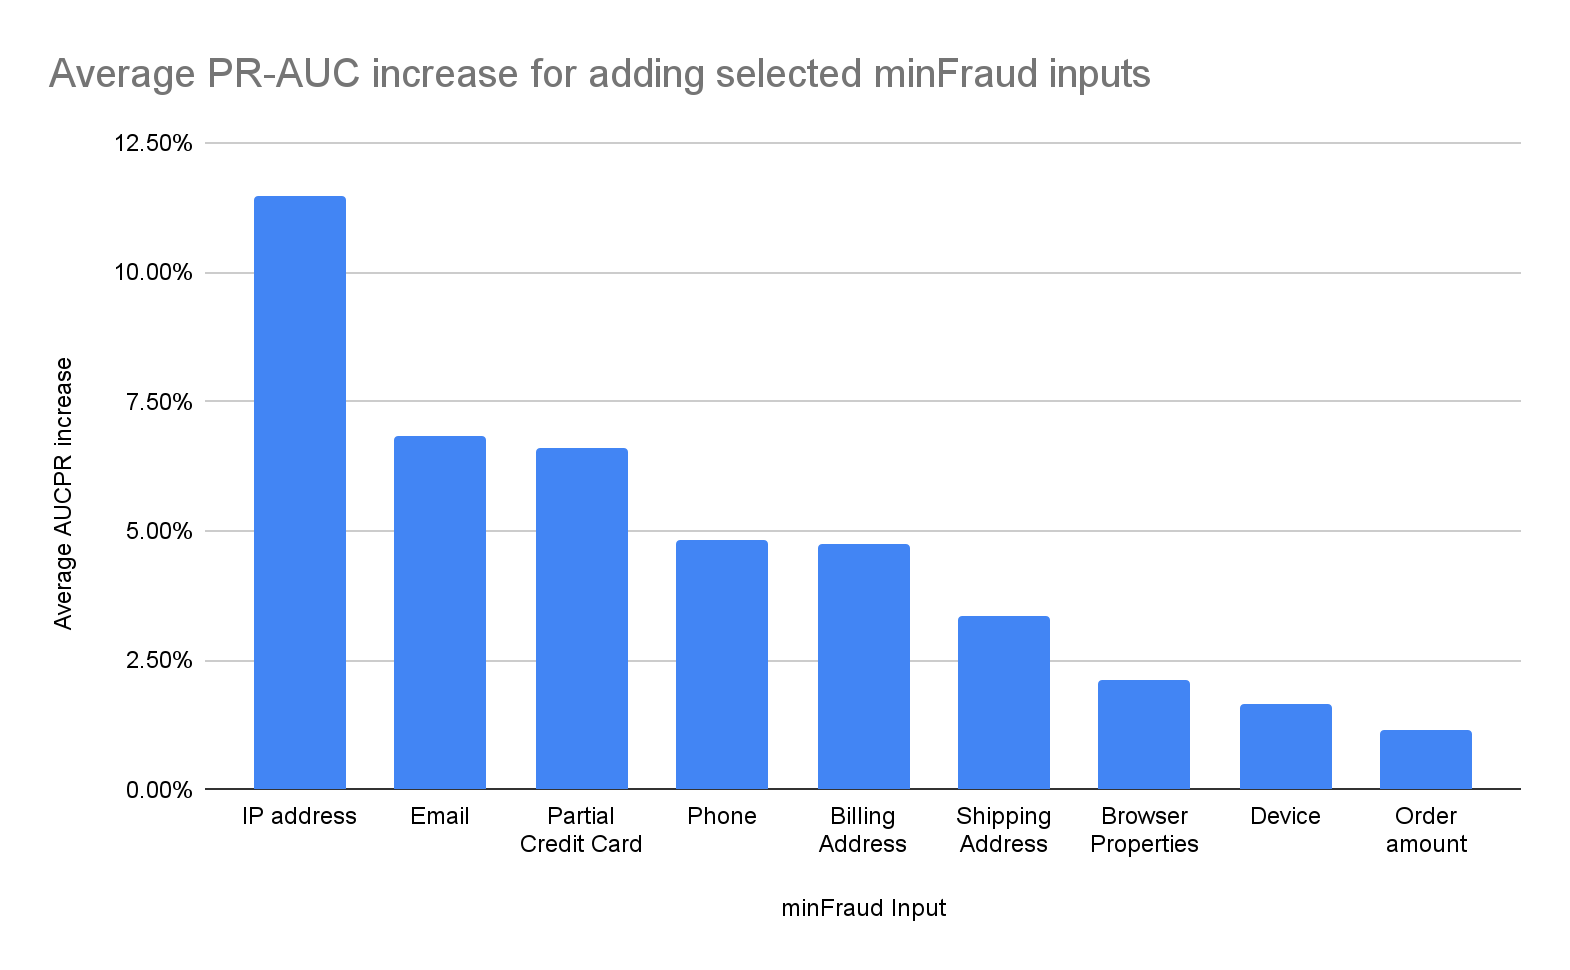 Average PR-AUC increase for adding selected minFraud inputs
12.50%
10.00%
7.50%
5.00%
2.50%
0.00%
Average AUCPR increase
IP address
Email
Partial
Credit Card
Phone
Billing
Address
Shipping
Address
Browser
Properties
Device
Order
amount
minFraud Input